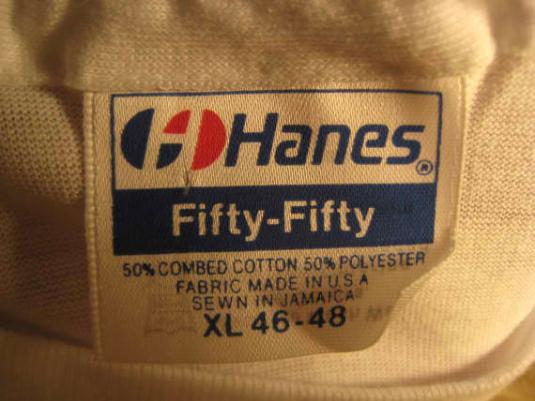 Hanes®
Fifty-Fifty
50% COMBED COTTON 50% POLYESTER
FABRIC MADE IN U.S.A
SEWN IN JAMAICA
XL 46-48